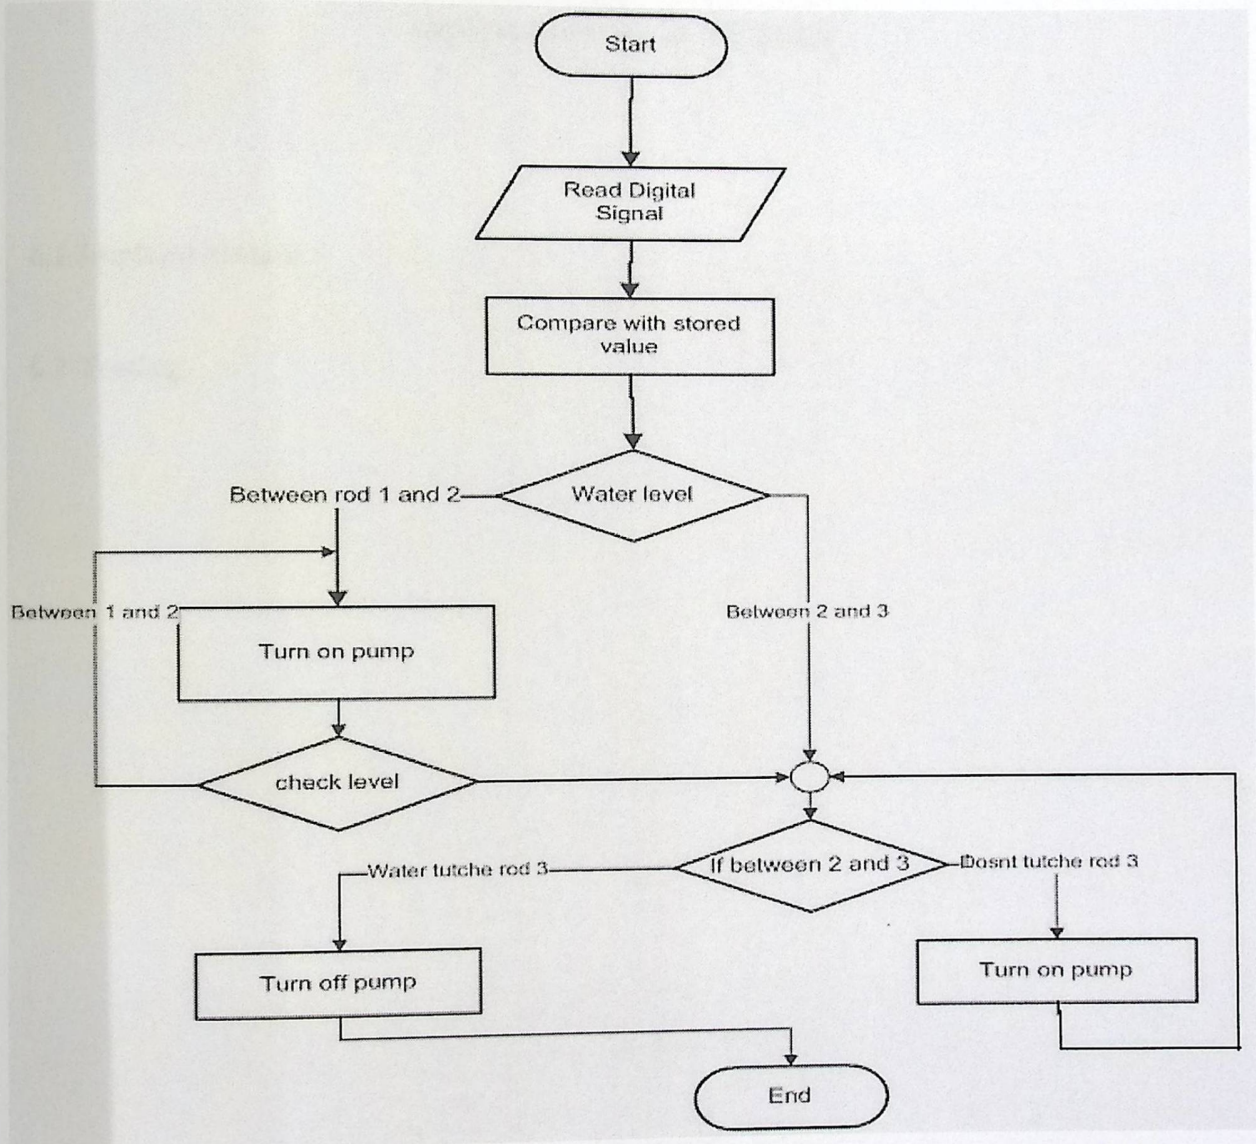 Start
Read Digital
Signal
Compare with stored
value
Water level
Between rod 1 and 2
Between 1 and 2
Between 2 and 3
Turn on pump
check level
If between 2 and 3
Water tutche rod 3
Dosnt tutche rod 3
Turn off pump
Turn on pump
End